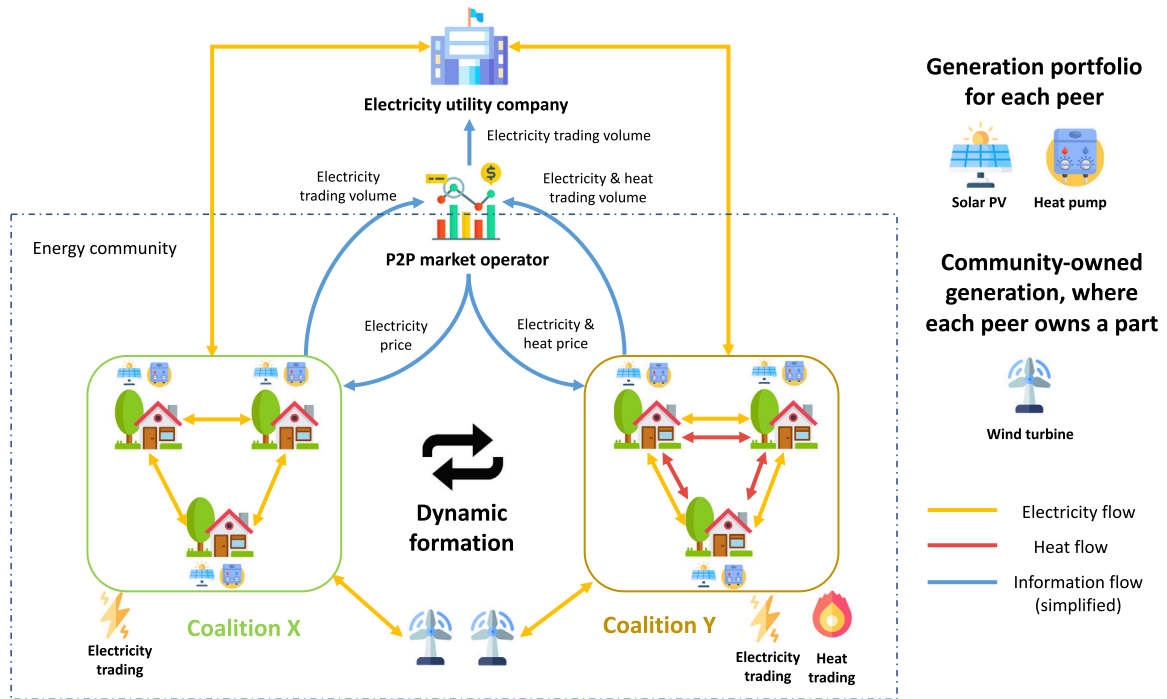 Electricity utility company
Electricity trading volume
Electricity
trading volume
Electricity & heat
trading volume
Energy community
P2P market operator
Electricity
price
Electricity &
heat price
Dynamic
formation
Coalition X
Electricity
trading
Coalition Y
Electricity
trading
Heat
trading
Generation portfolio
for each peer
Solar PV
Heat pump
Community-owned
generation, where
each peer owns a part
Wind turbine
Electricity flow
Heat flow
Information flow
(simplified)
$